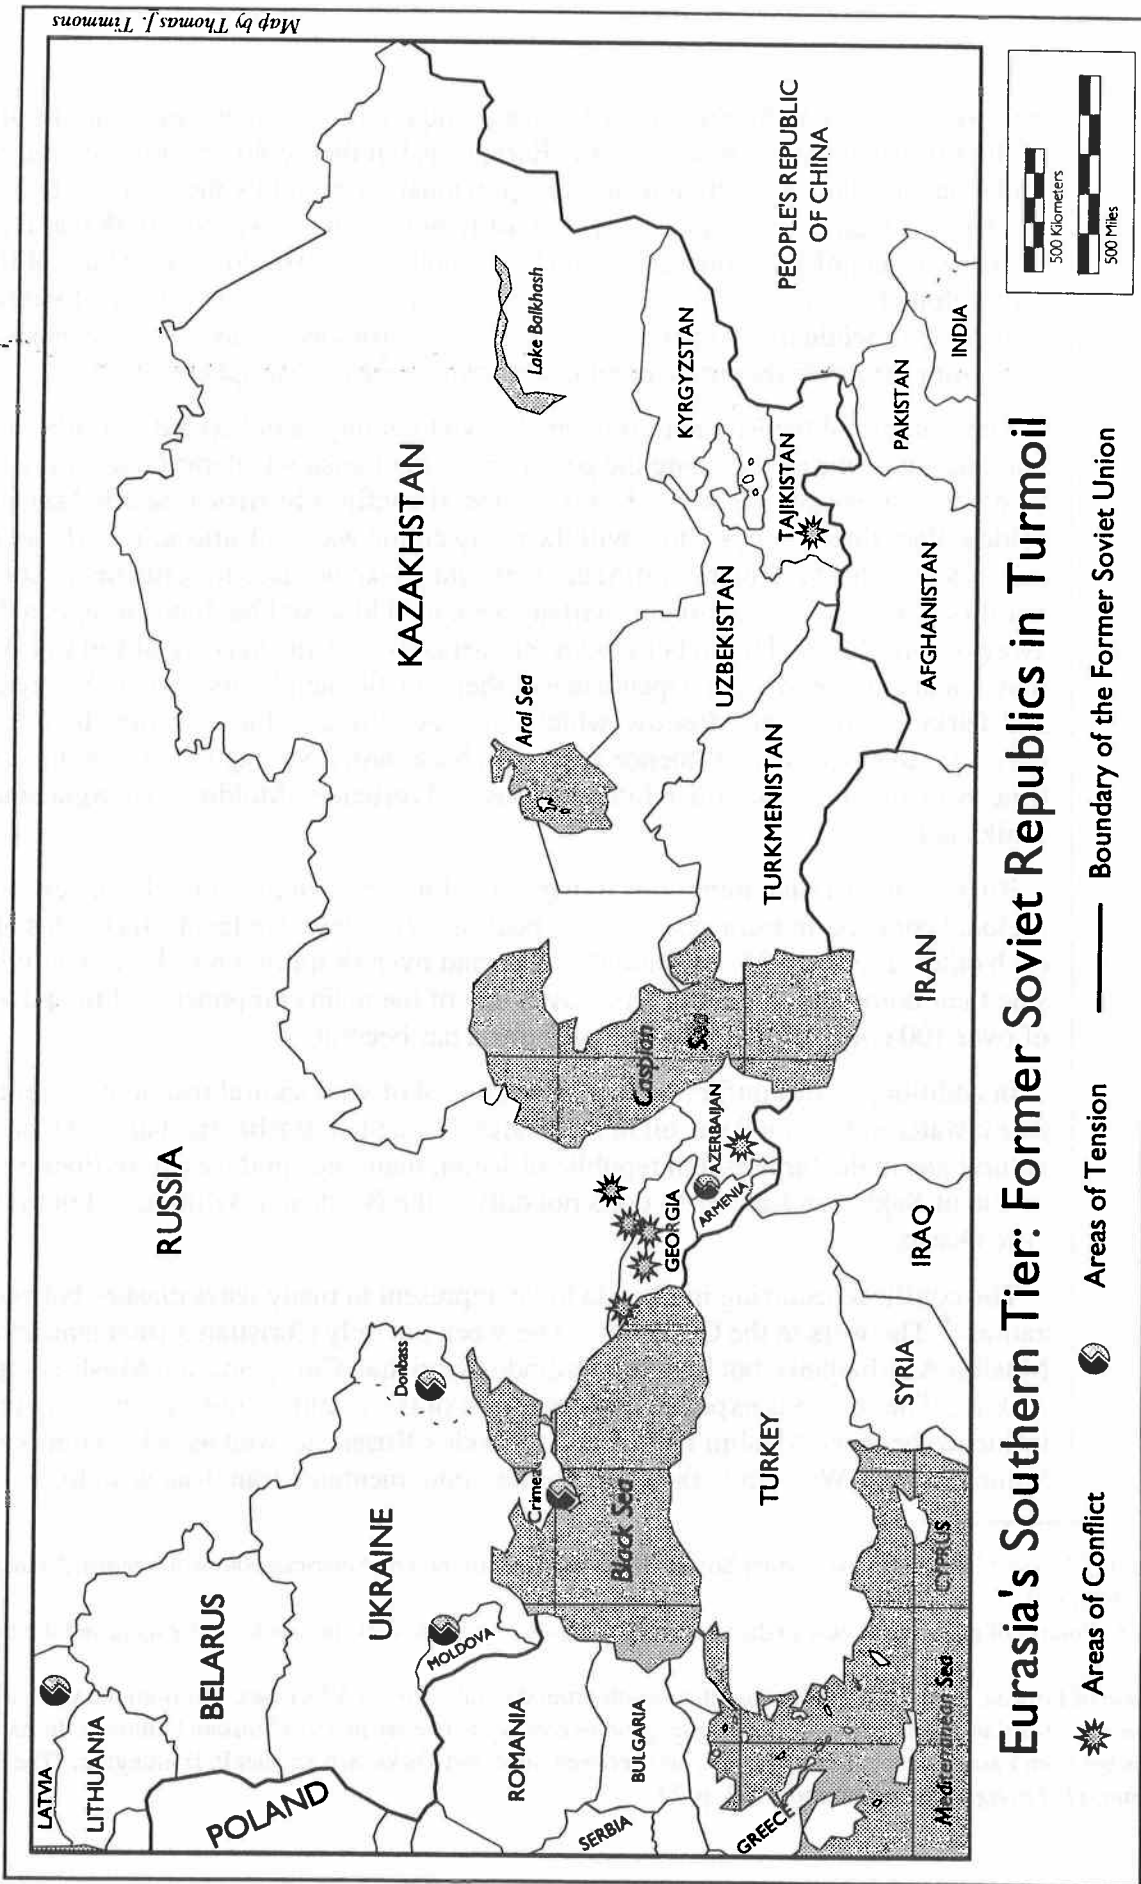 Map by Thomas J. Timmons
LATVIA
LITHUANIA
BELARUS
POLAND
RUSSIA
UKRAINE
Donbass
MOLDOVA
Crimea
KAZAKHSTAN
Lake Balkhash
Aral Sea
ROMANIA
SERBIA
BULGARIA
GREECE
Black Sea
Caspian
Sea
GEORGIA
ARMENIA
AZERBAIJAN
TURKEY
UZBEKISTAN
KYRGYZSTAN
TAJIKISTAN
TURKMENISTAN
PEOPLE'S REPUBLIC
OF CHINA
Mediterranean Sea
CYPRUS
SYRIA
IRAQ
IRAN
AFGHANISTAN
PAKISTAN
INDIA
Eurasia's Southern Tier: Former Soviet Republics in Turmoil
Areas of Conflict
Areas of Tension
Boundary of the Former Soviet Union
500 Kilometers
500 Miles